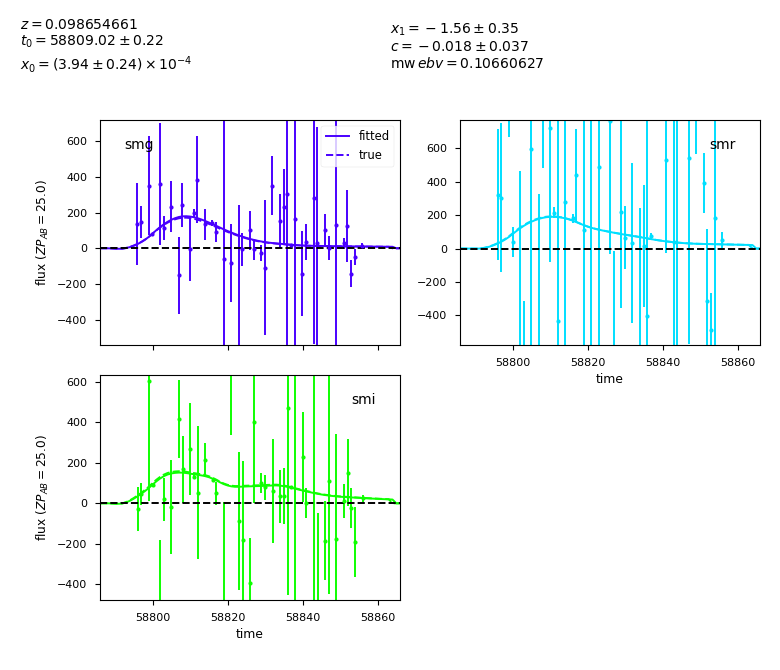 z = 0.098654661
t₀ = 58809.02 ± 0.22
x₀ = (3.94 ± 0.24) × 10⁻⁴
x₁ = −1.56 ± 0.35
c = −0.018 ± 0.037
mwebv = 0.10660627
600
400
200
0
−200
−400
flux (ZP_AB = 25.0)
smg
fitted
true
600
400
200
0
−200
−400
smr
58800
58820
58840
58860
time
600
400
200
0
−200
−400
flux (ZP_AB = 25.0)
smi
58800
58820
58840
58860
time